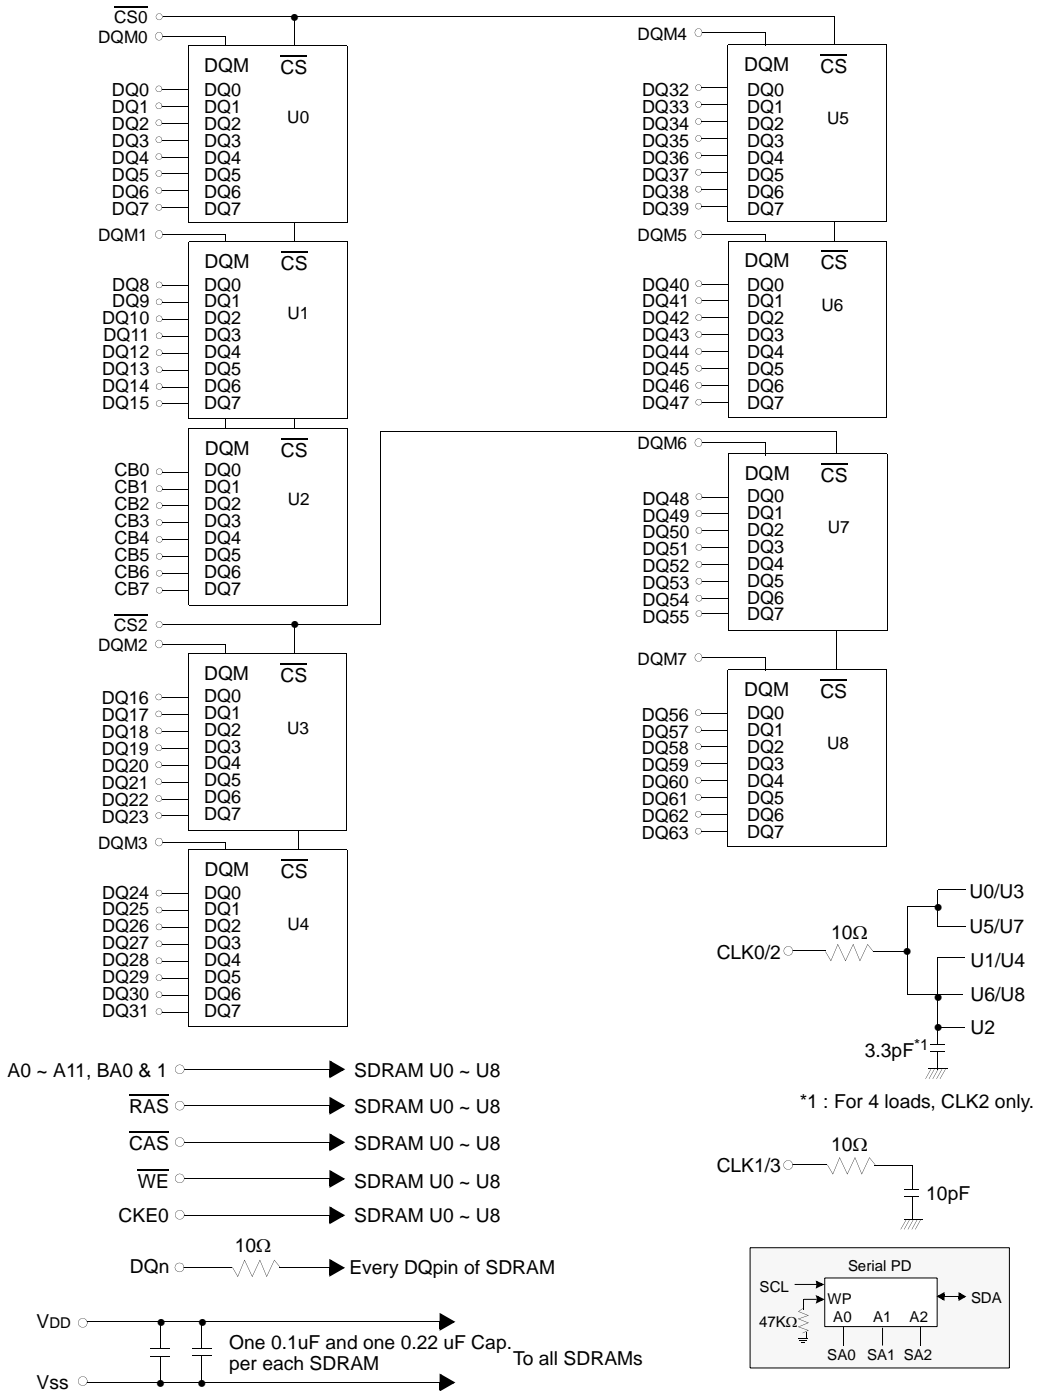 CS0
DQM0
DQM CS
U0
DQ0 DQ0
DQ1 DQ1
DQ2 DQ2
DQ3 DQ3
DQ4 DQ4
DQ5 DQ5
DQ6 DQ6
DQ7 DQ7
DQM1
DQM CS
U1
DQ8 DQ0
DQ9 DQ1
DQ10 DQ2
DQ11 DQ3
DQ12 DQ4
DQ13 DQ5
DQ14 DQ6
DQ15 DQ7
DQM CS
U2
CB0 DQ0
CB1 DQ1
CB2 DQ2
CB3 DQ3
CB4 DQ4
CB5 DQ5
CB6 DQ6
CB7 DQ7
CS2
DQM2
DQM CS
U3
DQ16 DQ0
DQ17 DQ1
DQ18 DQ2
DQ19 DQ3
DQ20 DQ4
DQ21 DQ5
DQ22 DQ6
DQ23 DQ7
DQM3
DQM CS
U4
DQ24 DQ0
DQ25 DQ1
DQ26 DQ2
DQ27 DQ3
DQ28 DQ4
DQ29 DQ5
DQ30 DQ6
DQ31 DQ7
DQM4
DQM CS
U5
DQ32 DQ0
DQ33 DQ1
DQ34 DQ2
DQ35 DQ3
DQ36 DQ4
DQ37 DQ5
DQ38 DQ6
DQ39 DQ7
DQM5
DQM CS
U6
DQ40 DQ0
DQ41 DQ1
DQ42 DQ2
DQ43 DQ3
DQ44 DQ4
DQ45 DQ5
DQ46 DQ6
DQ47 DQ7
DQM6
DQM CS
U7
DQ48 DQ0
DQ49 DQ1
DQ50 DQ2
DQ51 DQ3
DQ52 DQ4
DQ53 DQ5
DQ54 DQ6
DQ55 DQ7
DQM7
DQM CS
U8
DQ56 DQ0
DQ57 DQ1
DQ58 DQ2
DQ59 DQ3
DQ60 DQ4
DQ61 DQ5
DQ62 DQ6
DQ63 DQ7
A0 ~ A11, BA0 & 1 SDRAM U0 ~ U8
RAS SDRAM U0 ~ U8
CAS SDRAM U0 ~ U8
WE SDRAM U0 ~ U8
CKE0 SDRAM U0 ~ U8
10Ω
DQn Every DQpin of SDRAM
VDD
One 0.1uF and one 0.22 uF Cap.
per each SDRAM
To all SDRAMs
Vss
U0/U3
U5/U7
10Ω
CLK0/2
U1/U4
U6/U8
U2
3.3pF*1
*1 : For 4 loads, CLK2 only.
10Ω
CLK1/3
10pF
Serial PD
SCL
WP
SDA
47KΩ
A0 A1 A2
SA0 SA1 SA2